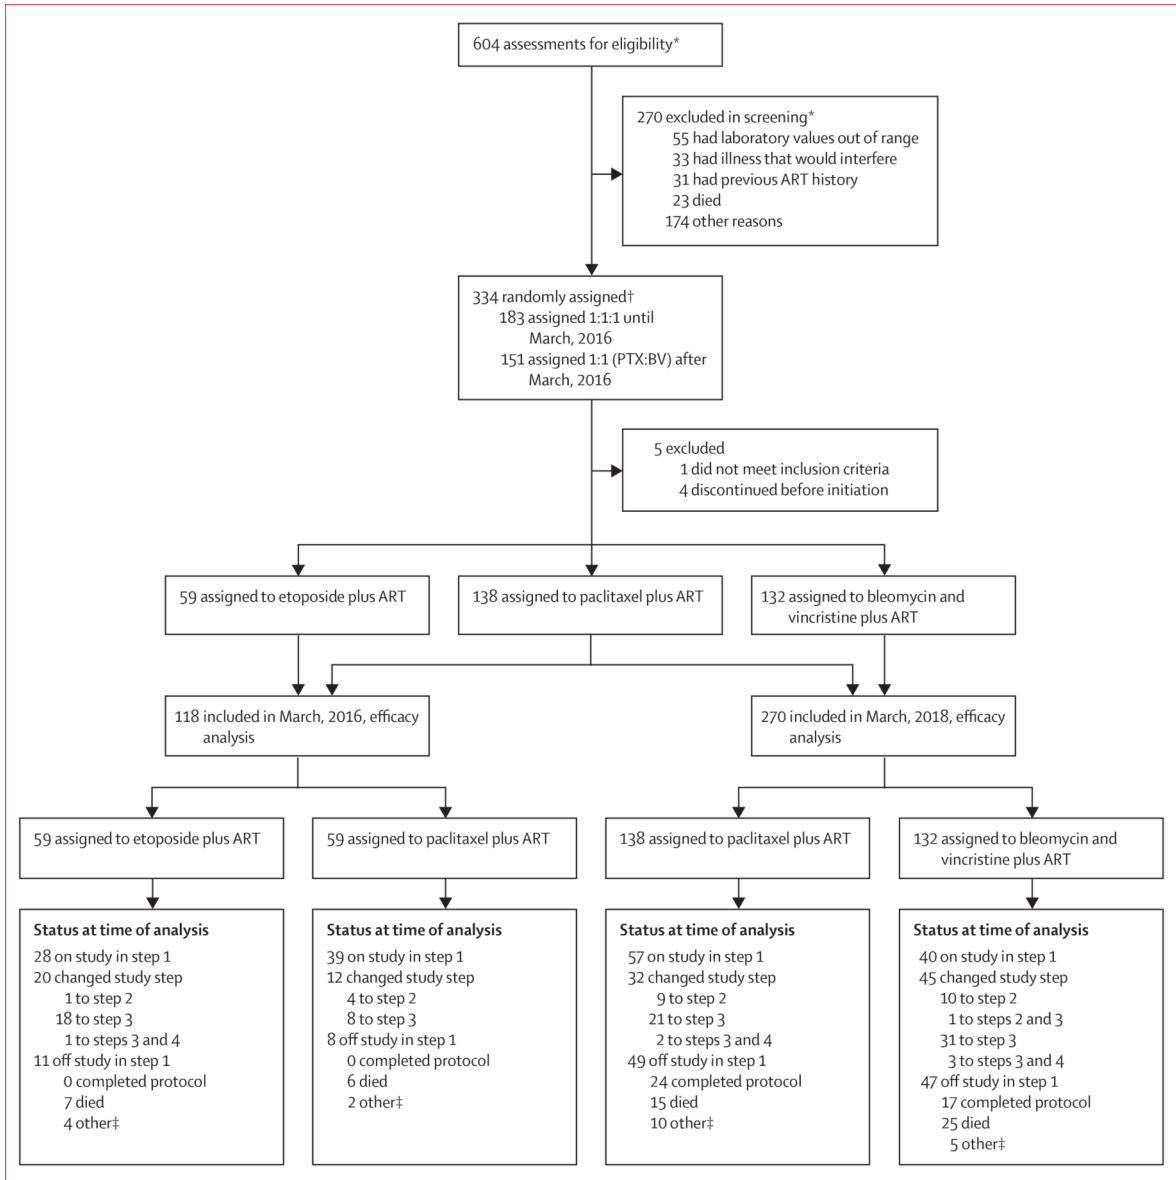 604 assessments for eligibility*
270 excluded in screening*
55 had laboratory values out of range
33 had illness that would interfere
31 had previous ART history
23 died
174 other reasons
334 randomly assigned†
183 assigned 1:1:1 until
March, 2016
151 assigned 1:1 (PTX:BV) after
March, 2016
5 excluded
1 did not meet inclusion criteria
4 discontinued before initiation
59 assigned to etoposide plus ART
138 assigned to paclitaxel plus ART
132 assigned to bleomycin and
vincristine plus ART
118 included in March, 2016, efficacy
analysis
270 included in March, 2018, efficacy
analysis
59 assigned to etoposide plus ART
59 assigned to paclitaxel plus ART
138 assigned to paclitaxel plus ART
132 assigned to bleomycin and
vincristine plus ART
Status at time of analysis
28 on study in step 1
20 changed study step
1 to step 2
18 to step 3
1 to steps 3 and 4
11 off study in step 1
0 completed protocol
7 died
4 other‡
Status at time of analysis
39 on study in step 1
12 changed study step
4 to step 2
8 to step 3
8 off study in step 1
0 completed protocol
6 died
2 other‡
Status at time of analysis
57 on study in step 1
32 changed study step
9 to step 2
21 to step 3
2 to steps 3 and 4
49 off study in step 1
24 completed protocol
15 died
10 other‡
Status at time of analysis
40 on study in step 1
45 changed study step
10 to step 2
1 to steps 2 and 3
31 to step 3
3 to steps 3 and 4
47 off study in step 1
17 completed protocol
25 died
5 other‡